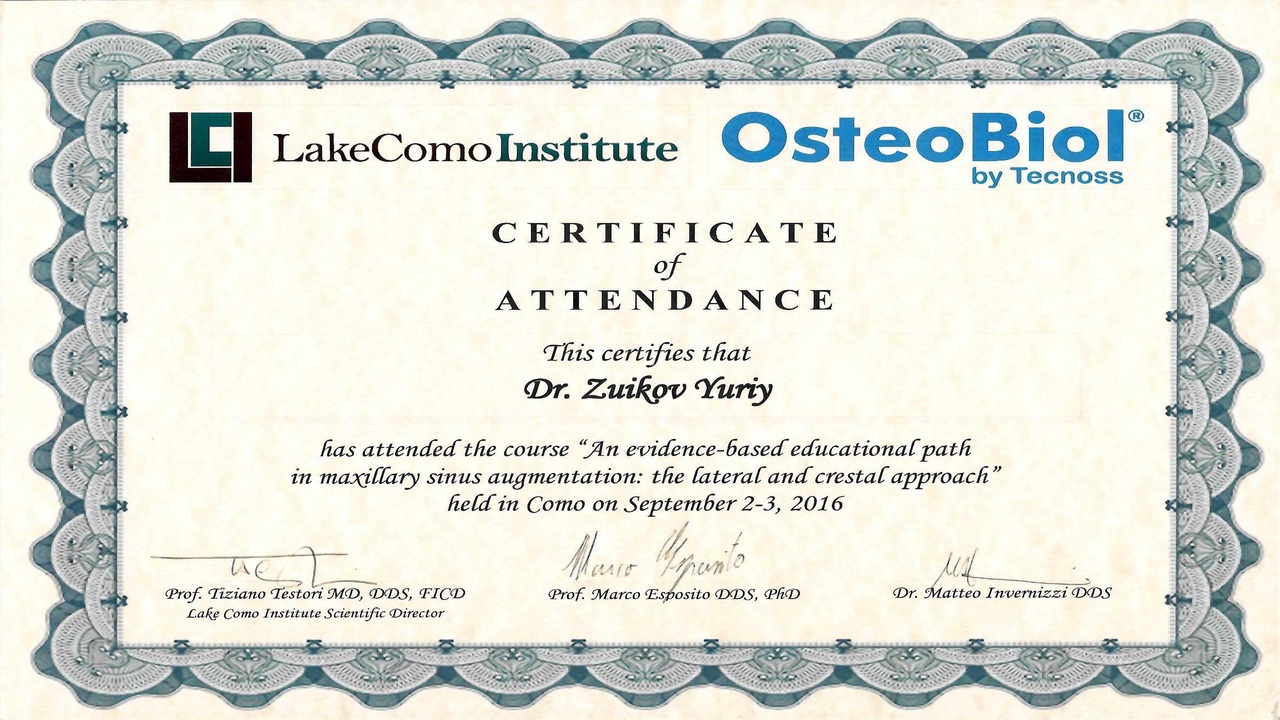 LCI LakeComoInstitute
OsteoBiol®
by Tecnoss
CERTIFICATE
of
ATTENDANCE
This certifies that
Dr. Zuikov Yuriy
has attended the course “An evidence-based educational path
in maxillary sinus augmentation: the lateral and crestal approach”
held in Como on September 2-3, 2016
Marco Esposito
Prof. Tiziano Testori MD, DDS, FICD
Lake Como Institute Scientific Director
Prof. Marco Esposito DDS, PhD
Dr. Matteo Invernizzi DDS